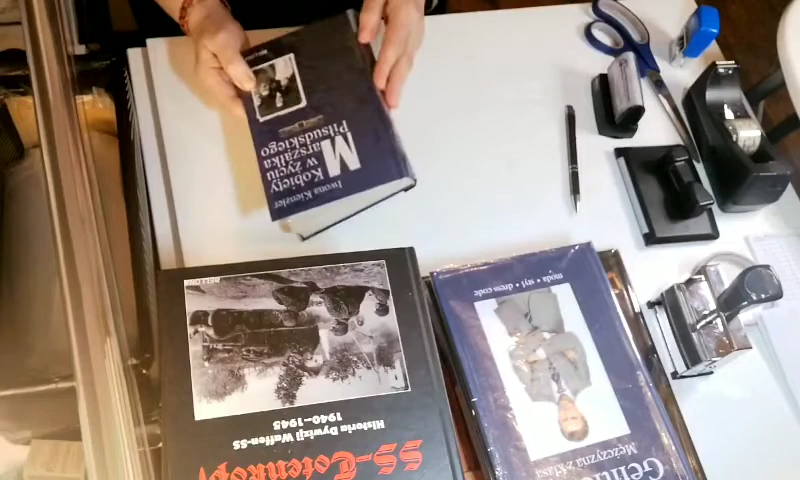 Iwona Kienzler
Kobiety
w życiu
Marszałka
Piłsudskiego
BELLONA
SS-Totenkopf
Historia Dywizji Waffen-SS
1940–1945
Mężczyzna z klasą
moda • styl • dress code